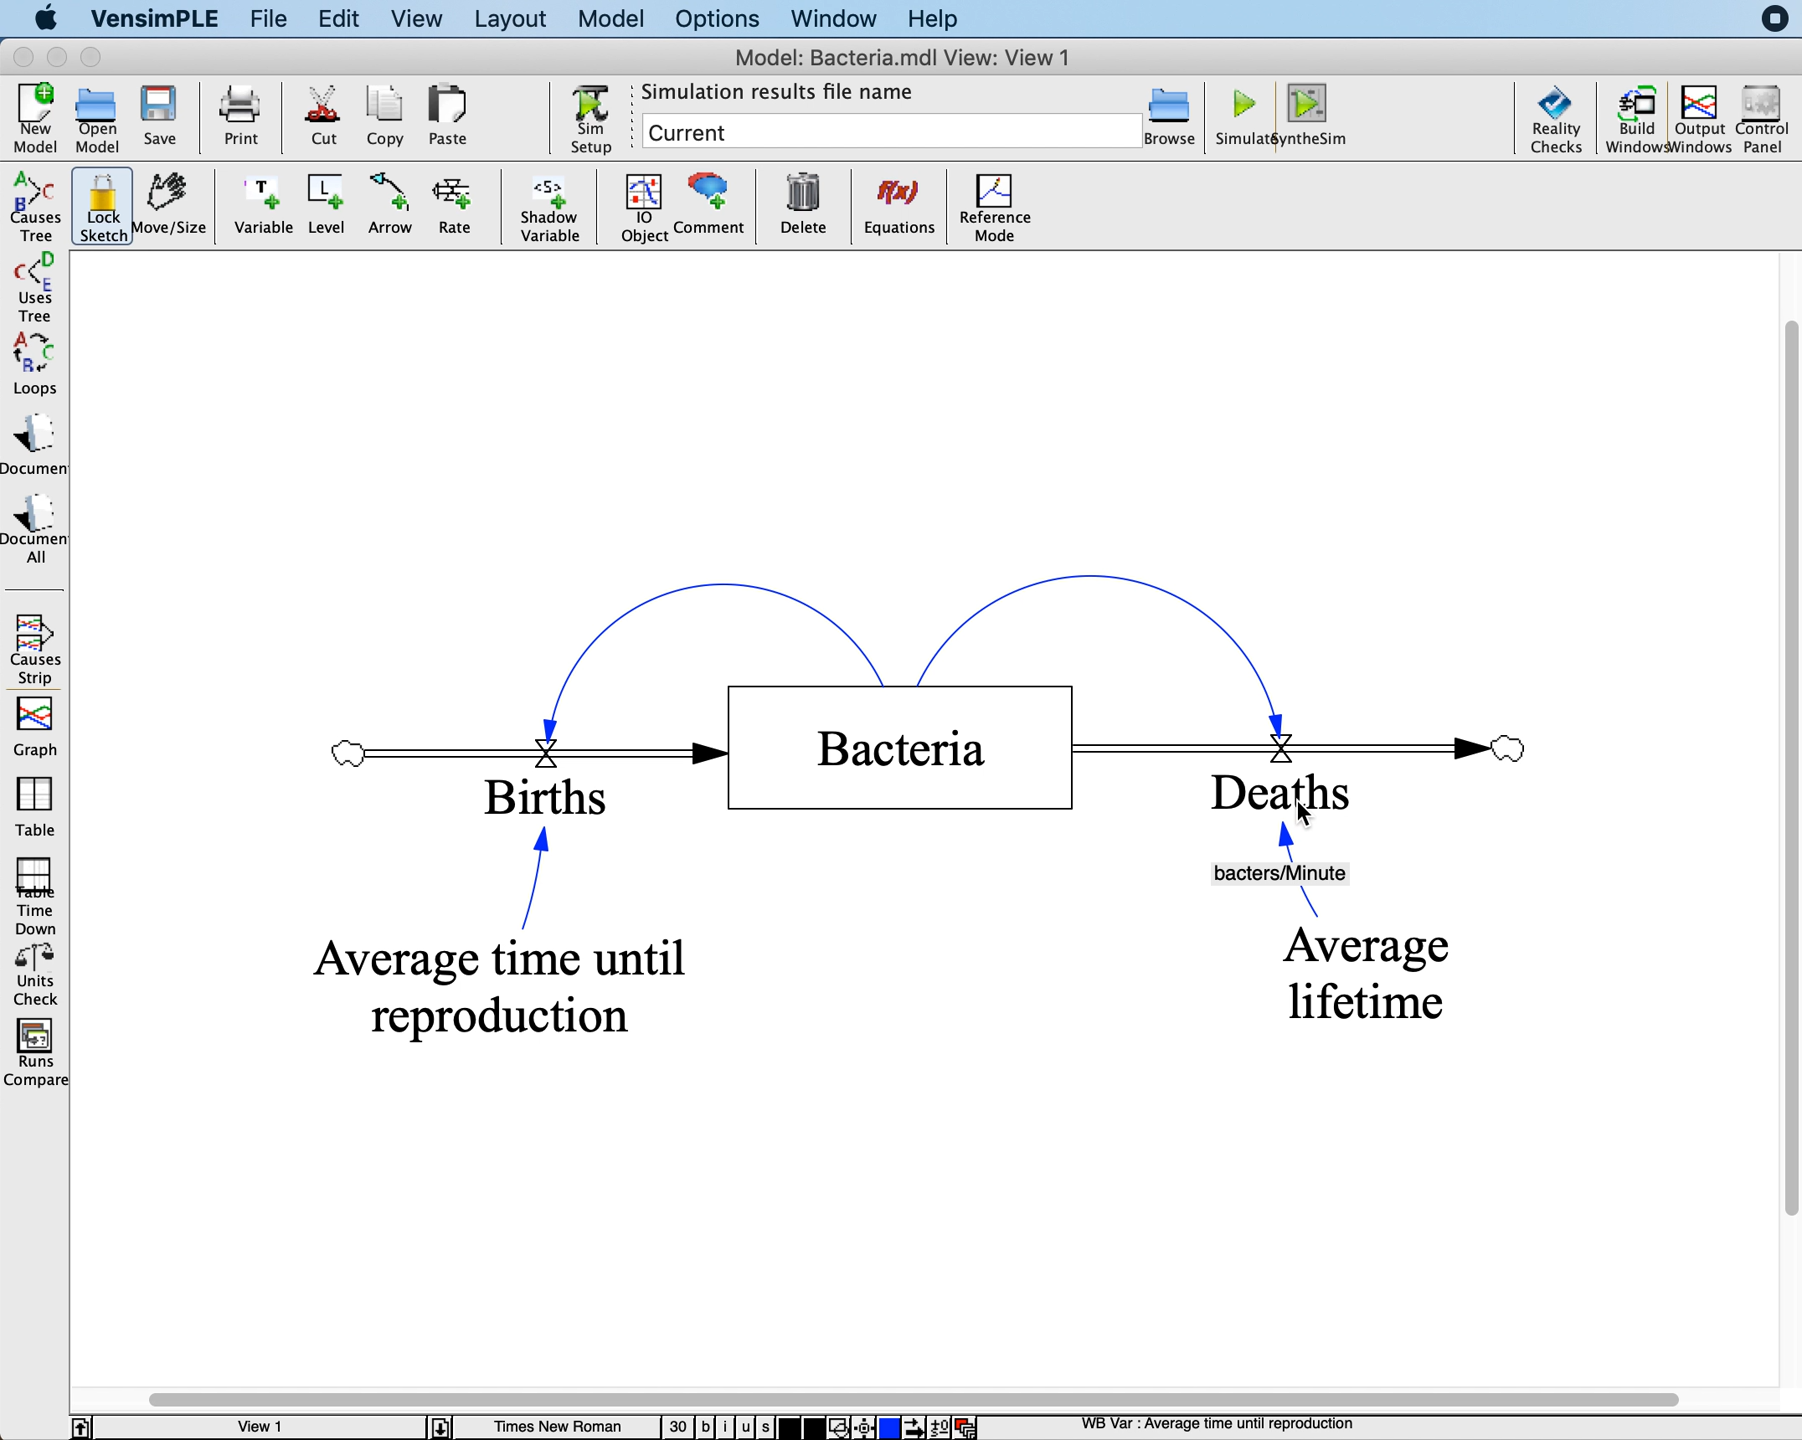 VensimPLE File Edit View Layout Model Options Window Help
Model: Bacteria.mdl View: View 1
New Model
Open Model
Save
Print
Cut
Copy
Paste
Sim Setup
Simulation results file name
Current
Browse
Simulate
SyntheSim
Reality Checks
Build Windows
Output Windows
Control Panel
Lock Sketch
Move/Size
T
Variable
L
Level
Arrow
Rate
<S>
Shadow Variable
IO Object
Comment
Delete
f(x)
Equations
Reference Mode
A B C
Causes Tree
C D E
Uses Tree
A B C
Loops
Documen
Documen
All
Causes Strip
Graph
Table
Table Time Down
Units Check
Runs Compare
Bacteria
Births
Deaths
bacters/Minute
Average time until
reproduction
Average
lifetime
View 1
Times New Roman
30
b
i
u
s
WB Var : Average time until reproduction